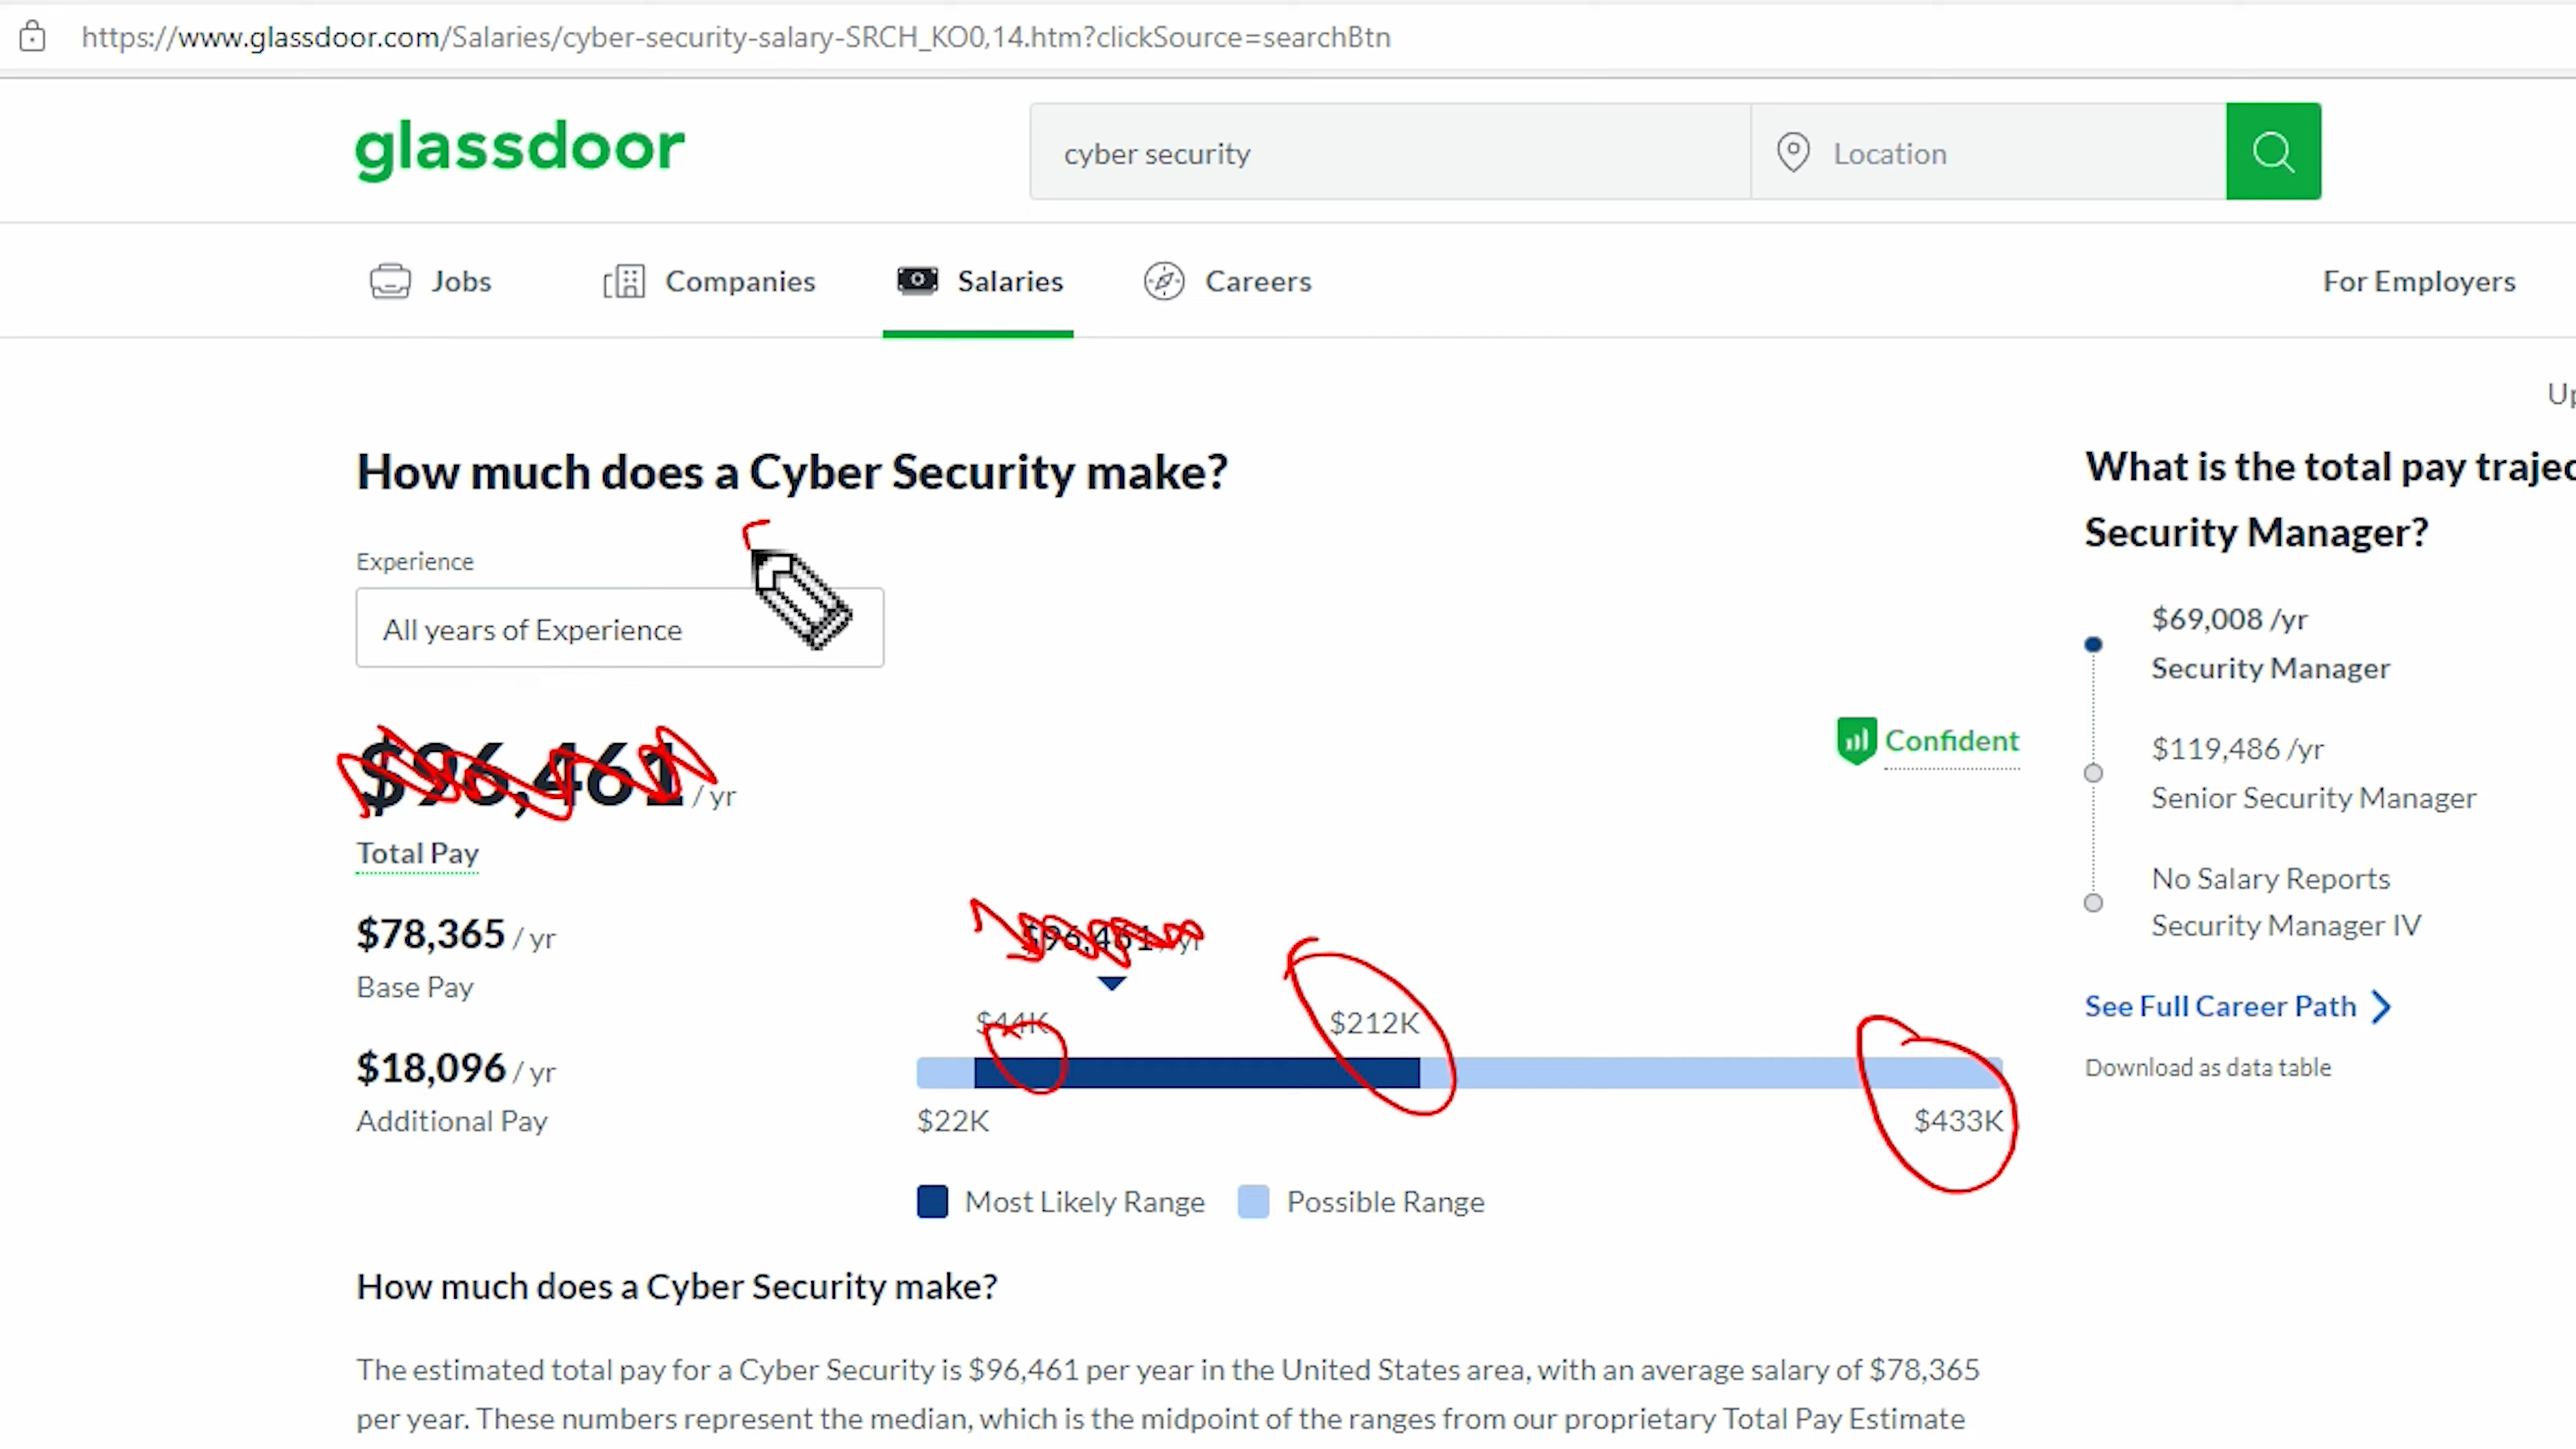 https://www.glassdoor.com/Salaries/cyber-security-salary-SRCH_KO0,14.htm?clickSource=searchBtn
glassdoor
cyber security
Location
Jobs
Companies
Salaries
Careers
For Employers
Up
How much does a Cyber Security make?
Experience
All years of Experience
$96,461 / yr
Total Pay
Confident
$78,365 / yr
Base Pay
$18,096 / yr
Additional Pay
$96,461 / yr
$44K
$212K
$22K
$433K
Most Likely Range
Possible Range
What is the total pay trajec
Security Manager?
$69,008 /yr
Security Manager
$119,486 /yr
Senior Security Manager
No Salary Reports
Security Manager IV
See Full Career Path
Download as data table
How much does a Cyber Security make?
The estimated total pay for a Cyber Security is $96,461 per year in the United States area, with an average salary of $78,365
per year. These numbers represent the median, which is the midpoint of the ranges from our proprietary Total Pay Estimate